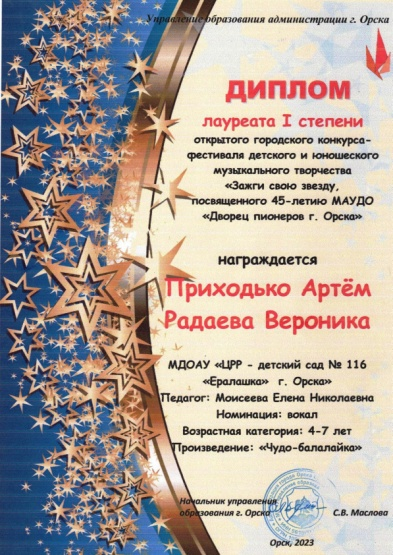 Управление образования администрации г. Орска
ДИПЛОМ
лауреата I степени
открытого городского конкурса-
фестиваля детского и юношеского
музыкального творчества
«Зажги свою звезду,
посвященного 45-летию МАУДО
«Дворец пионеров г. Орска»
награждается
Приходько Артём
Радаева Вероника
МДОАУ «ЦРР - детский сад № 116
«Ералашка» г. Орска»
Педагог: Моисеева Елена Николаевна
Номинация: вокал
Возрастная категория: 4-7 лет
Произведение: «Чудо-балалайка»
Начальник управления
образования г. Орска
С.В. Маслова
Орск, 2023